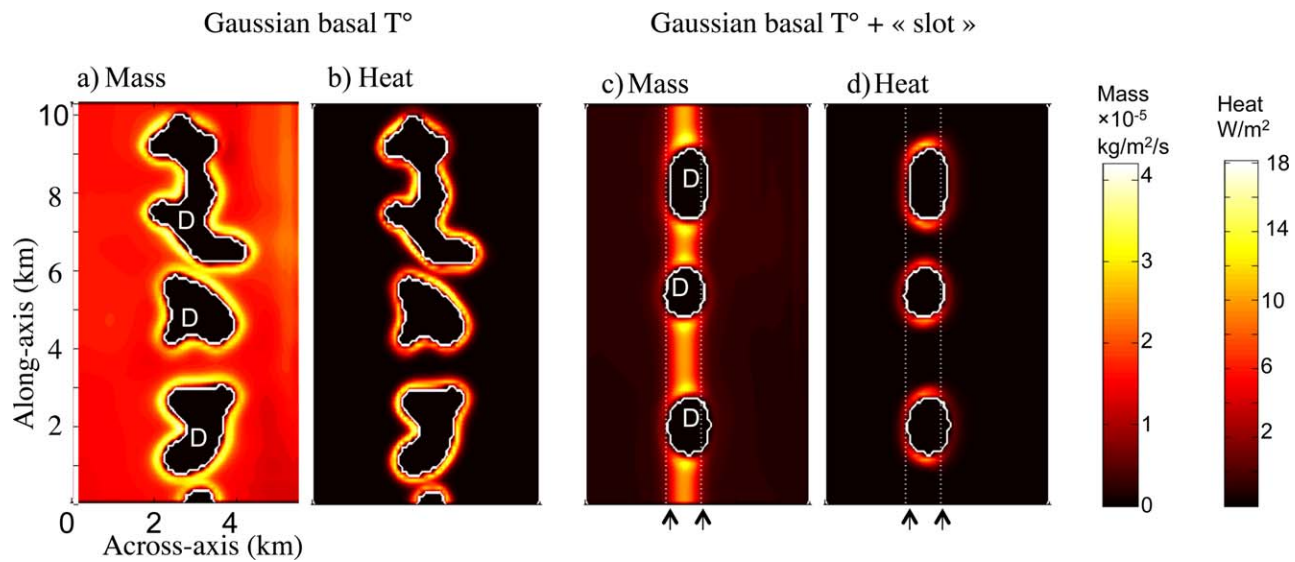 Gaussian basal T° Gaussian basal T° + « slot »
a) Mass b) Heat c) Mass d) Heat
Mass
×10⁻⁵
kg/m²/s
Heat
W/m²
Along-axis (km)
10
8
6
4
2
0 2 4
Across-axis (km)
D
D
D
D
D
D
4
3
2
1
0
18
14
10
6
2